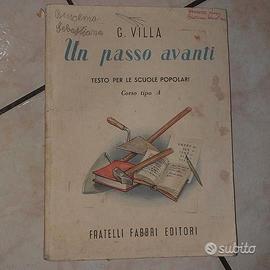 G. VILLA
Un passo avanti
TESTO PER LE SCUOLE POPOLARI
Corso tipo A
FRATELLI FABBRI EDITORI
subito